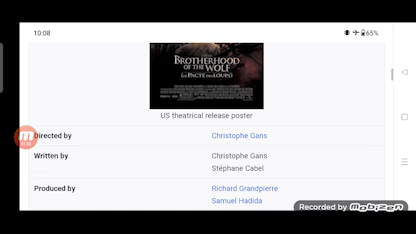 10:08
65%
BROTHERHOOD
OF THE WOLF
(LE PACTE DES LOUPS)
US theatrical release poster
Directed by Christophe Gans
Written by Christophe Gans
Stéphane Cabel
Produced by Richard Grandpierre
Samuel Hadida
Recorded by Mobizen